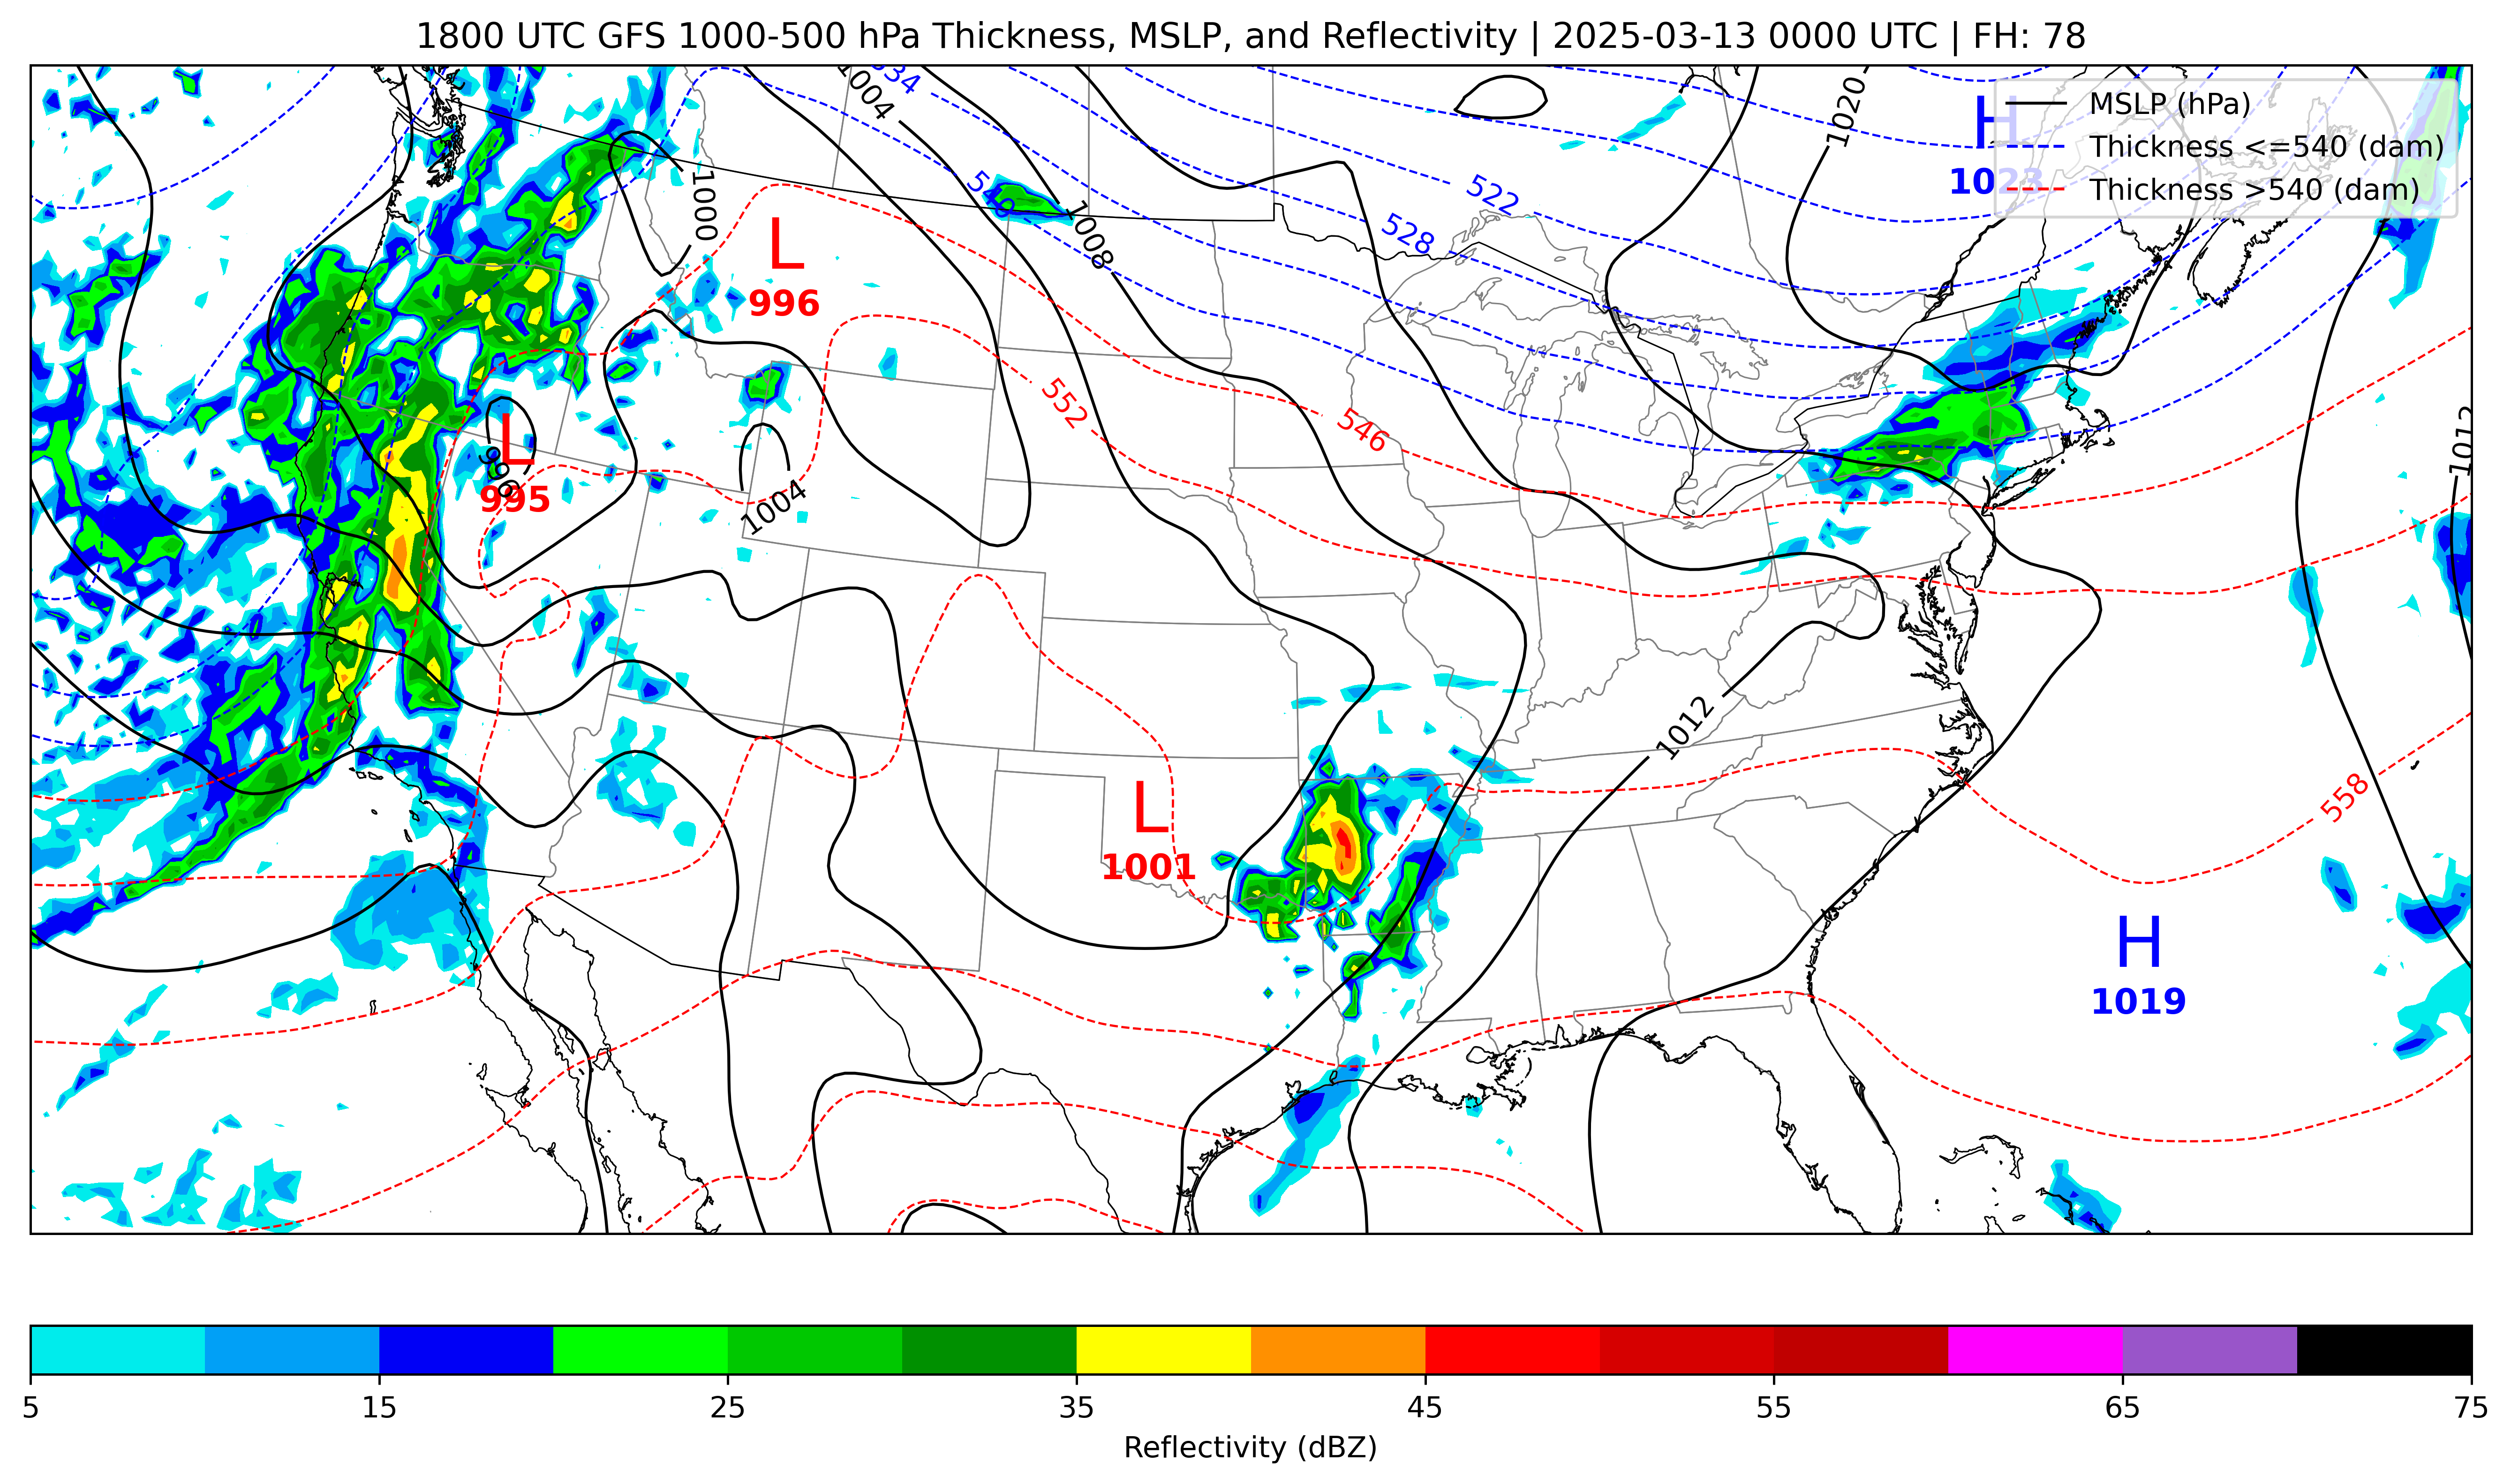 1800 UTC GFS 1000-500 hPa Thickness, MSLP, and Reflectivity | 2025-03-13 0000 UTC | FH: 78
MSLP (hPa)
Thickness <=540 (dam)
Thickness >540 (dam)
H
1023
1004
534
1020
540
522
528
1000
1008
L
996
552
546
L
996
995
1004
1012
1012
558
L
1001
H
1019
5 15 25 35 45 55 65 75
Reflectivity (dBZ)